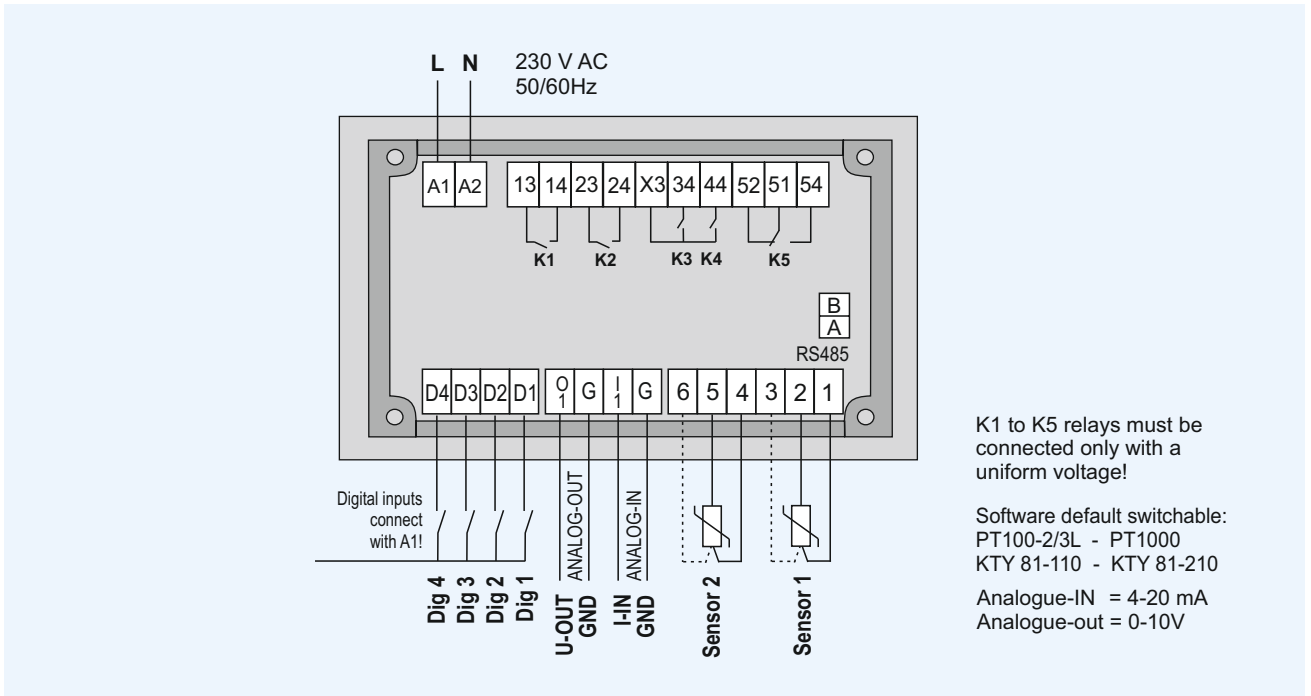 L N 230 V AC
50/60Hz
A1 A2 13 14 23 24 X3 34 44 52 51 54
K1 K2 K3 K4 K5
B
A
RS485
D4 D3 D2 D1 O1 G I1 G 6 5 4 3 2 1
Digital inputs
connect
with A1!
ANALOG-OUT
ANALOG-IN
Dig 4
Dig 3
Dig 2
Dig 1
U-OUT
GND
I-IN
GND
Sensor 2
Sensor 1
K1 to K5 relays must be
connected only with a
uniform voltage!
Software default switchable:
PT100-2/3L - PT1000
KTY 81-110 - KTY 81-210
Analogue-IN = 4-20 mA
Analogue-out = 0-10V